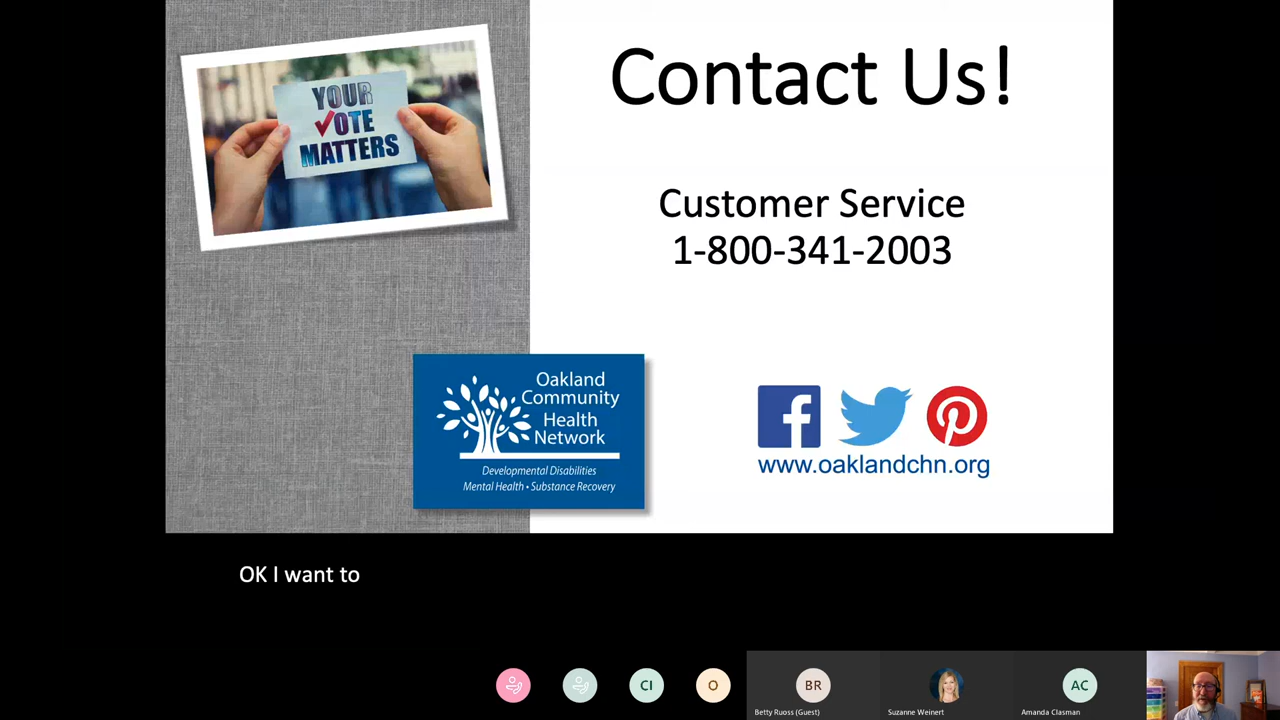 YOUR
VOTE
MATTERS
Contact Us!
Customer Service
1-800-341-2003
Oakland
Community
Health
Network
Developmental Disabilities
Mental Health • Substance Recovery
www.oaklandchn.org
OK I want to
CI
O
BR
AC
Betty Ruoss (Guest)
Suzanne Weinert
Amanda Clasman